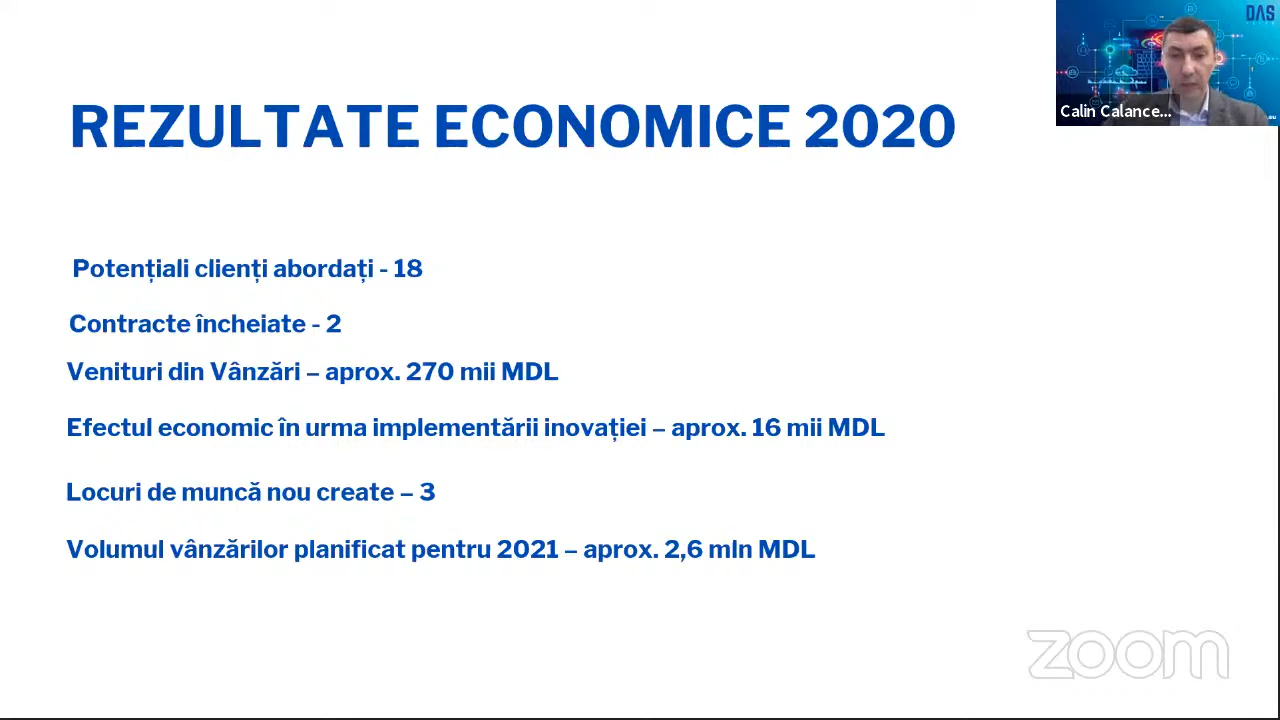 DAS
Calin Calance...
.eu
REZULTATE ECONOMICE 2020
Potențiali clienți abordați - 18
Contracte încheiate - 2
Venituri din Vânzări – aprox. 270 mii MDL
Efectul economic în urma implementării inovației – aprox. 16 mii MDL
Locuri de muncă nou create – 3
Volumul vânzărilor planificat pentru 2021 – aprox. 2,6 mln MDL
zoom